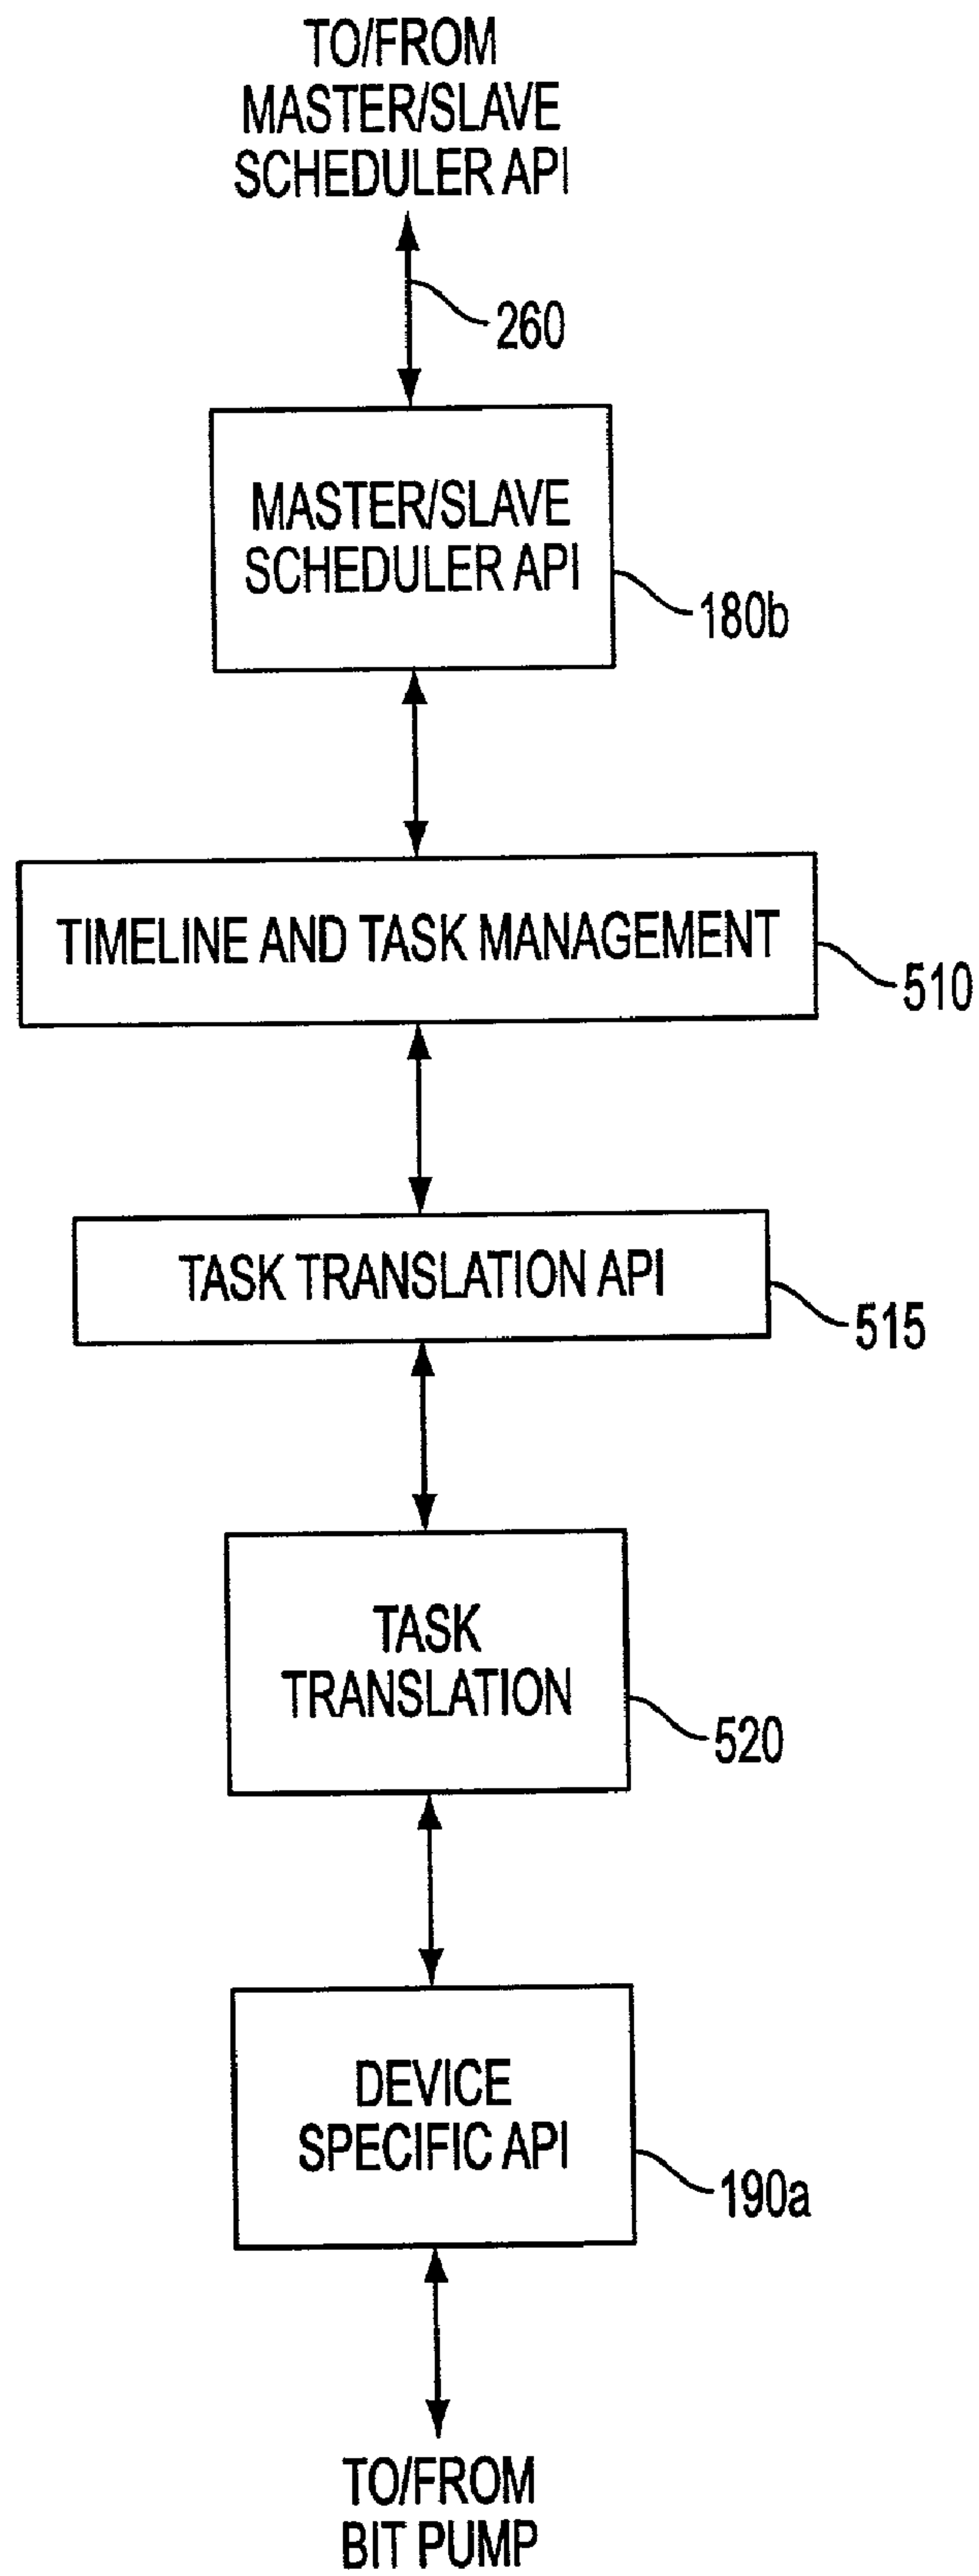 TO/FROM
MASTER/SLAVE
SCHEDULER API
260
MASTER/SLAVE
SCHEDULER API
180b
TIMELINE AND TASK MANAGEMENT
510
TASK TRANSLATION API
515
TASK
TRANSLATION
520
DEVICE
SPECIFIC API
190a
TO/FROM
BIT PUMP